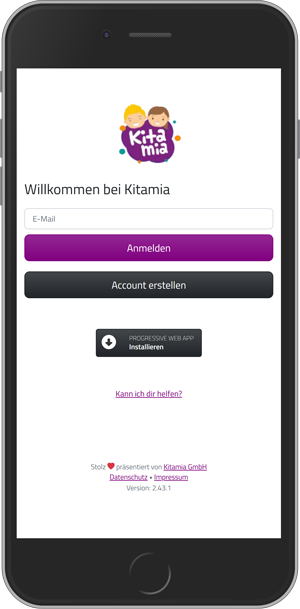 Kita
mia
Willkommen bei Kitamia
E-Mail
Anmelden
Account erstellen
PROGRESSIVE WEB APP
Installieren
Kann ich dir helfen?
Stolz ❤ präsentiert von Kitamia GmbH
Datenschutz • Impressum
Version: 2.43.1